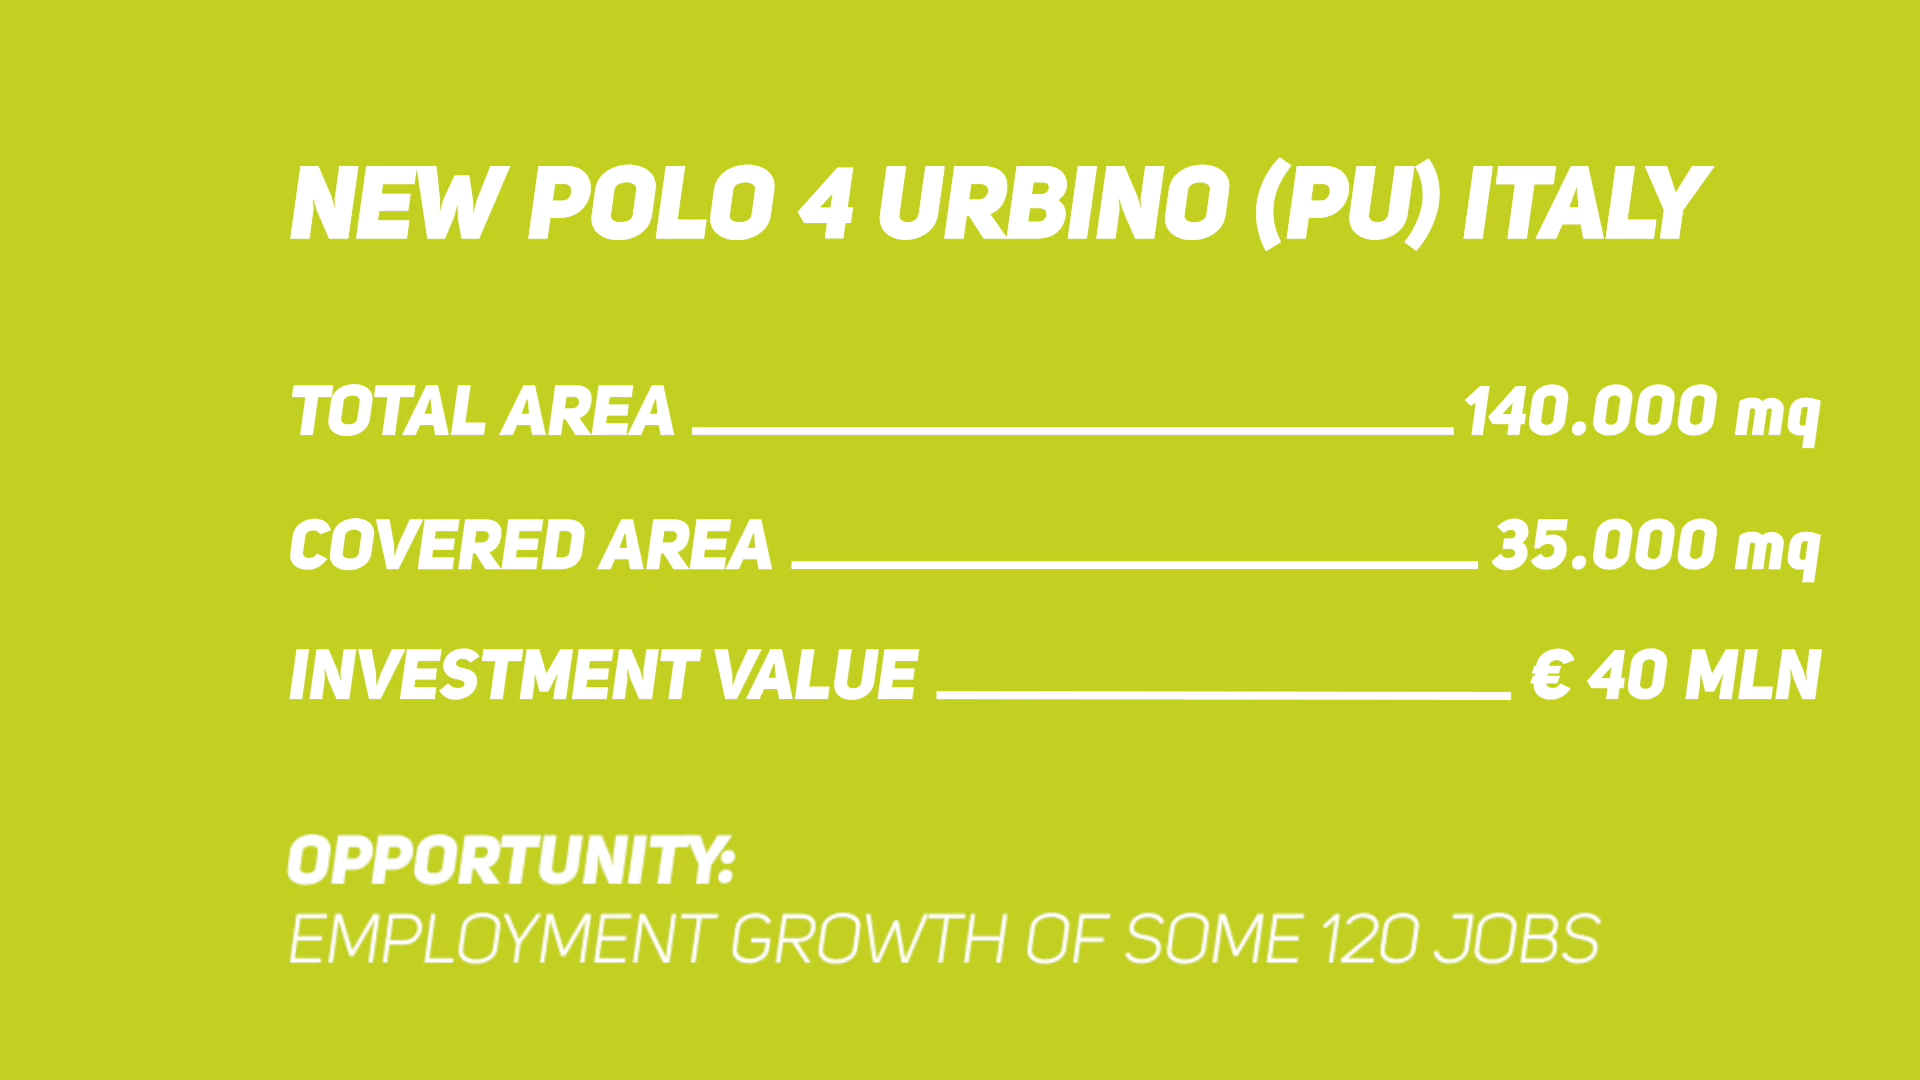 NEW POLO 4 URBINO (PU) ITALY
TOTAL AREA 140.000 mq
COVERED AREA 35.000 mq
INVESTMENT VALUE € 40 MLN
OPPORTUNITY:
EMPLOYMENT GROWTH OF SOME 120 JOBS